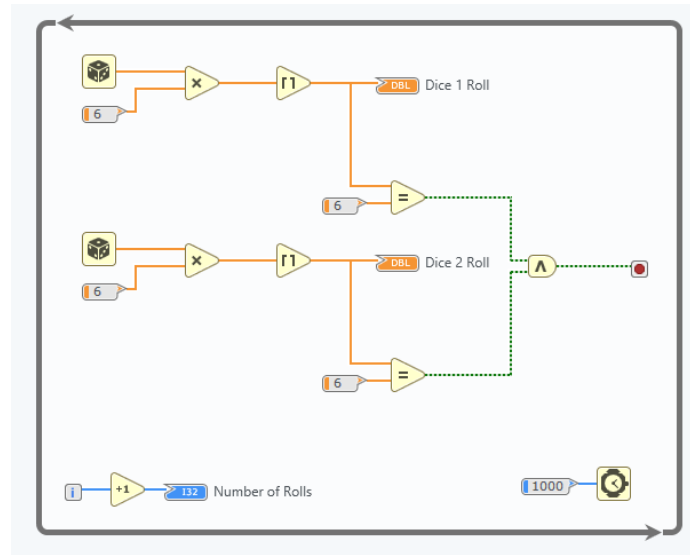 ×
DBL Dice 1 Roll
6
6 =
×
DBL Dice 2 Roll
6
∧
6 =
i +1 I32 Number of Rolls
1000